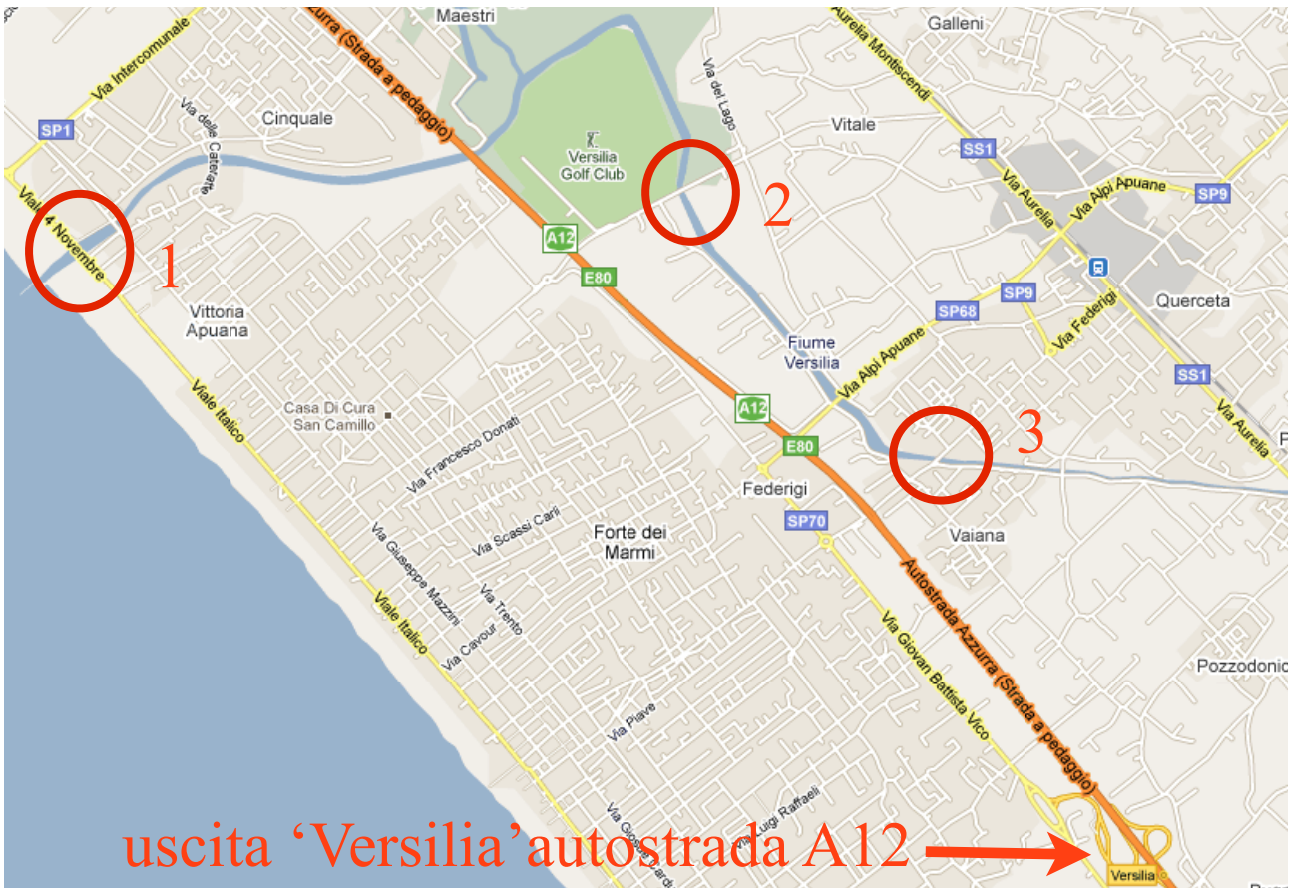 Maestri
Galleni
Azzurra (Strada a pedaggio)
Aurelia Montiscendi
Via Intercomunale
Via del Lago
Via delle Cateratte
Cinquale
SP1
Vitale
Versilia
Golf Club
SS1
Via Aurelia
Via Alpi Apuane
SP9
2
Viale 4 Novembre
A12
1
E80
SP9
Querceta
Vittoria
Apuana
SP68
Via Federigi
Fiume
Versilia
Via Alpi Apuane
SS1
Viale Italico
Casa Di Cura
San Camillo
A12
Via Aurelia
Via Francesco Donati
E80
3
Federigi
SP70
Via Scassi Carli
Forte dei
Marmi
Vaiana
Via Giuseppe Mazzini
Autostrada Azzurra (Strada a pedaggio)
Via Trento
Viale Italico
Via Cavour
Via Giovan Battista Vico
Pozzodonic
Via Piave
Via Luigi Raffaeli
uscita ‘Versilia’ autostrada A12
Versilia